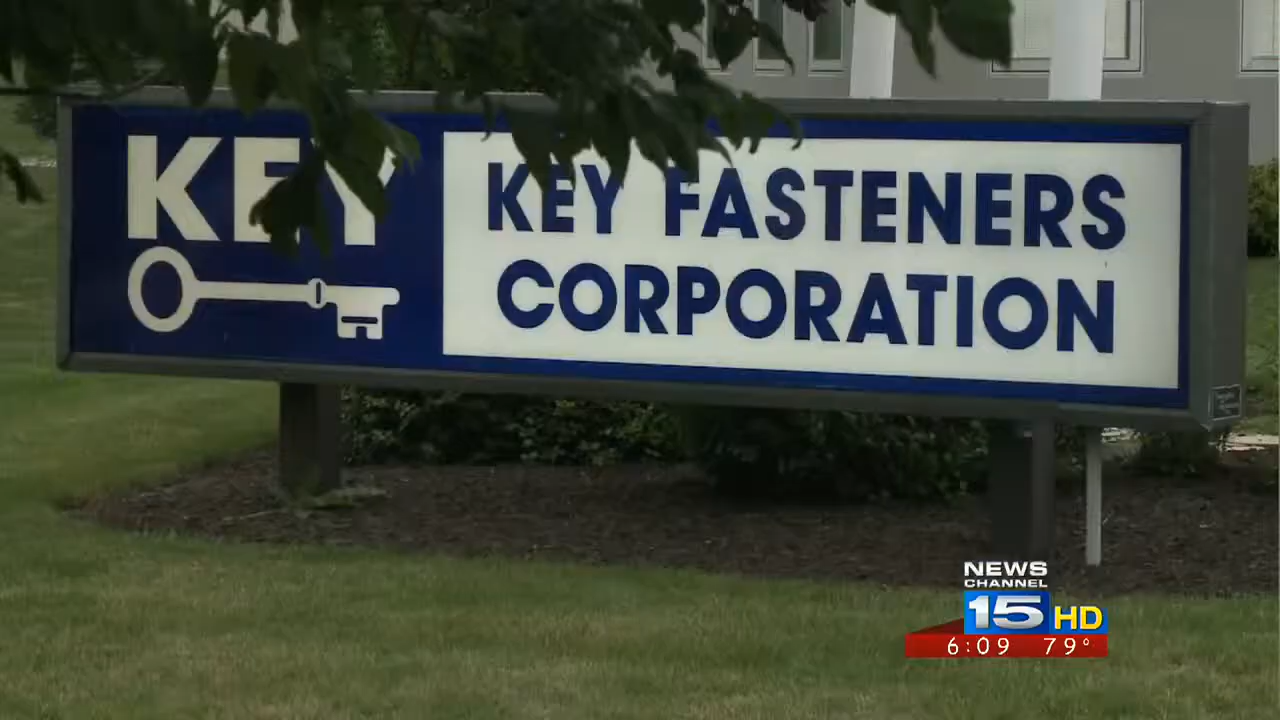 KEY
KEY FASTENERS
CORPORATION
NEWS
CHANNEL
15 HD
6:09 79°